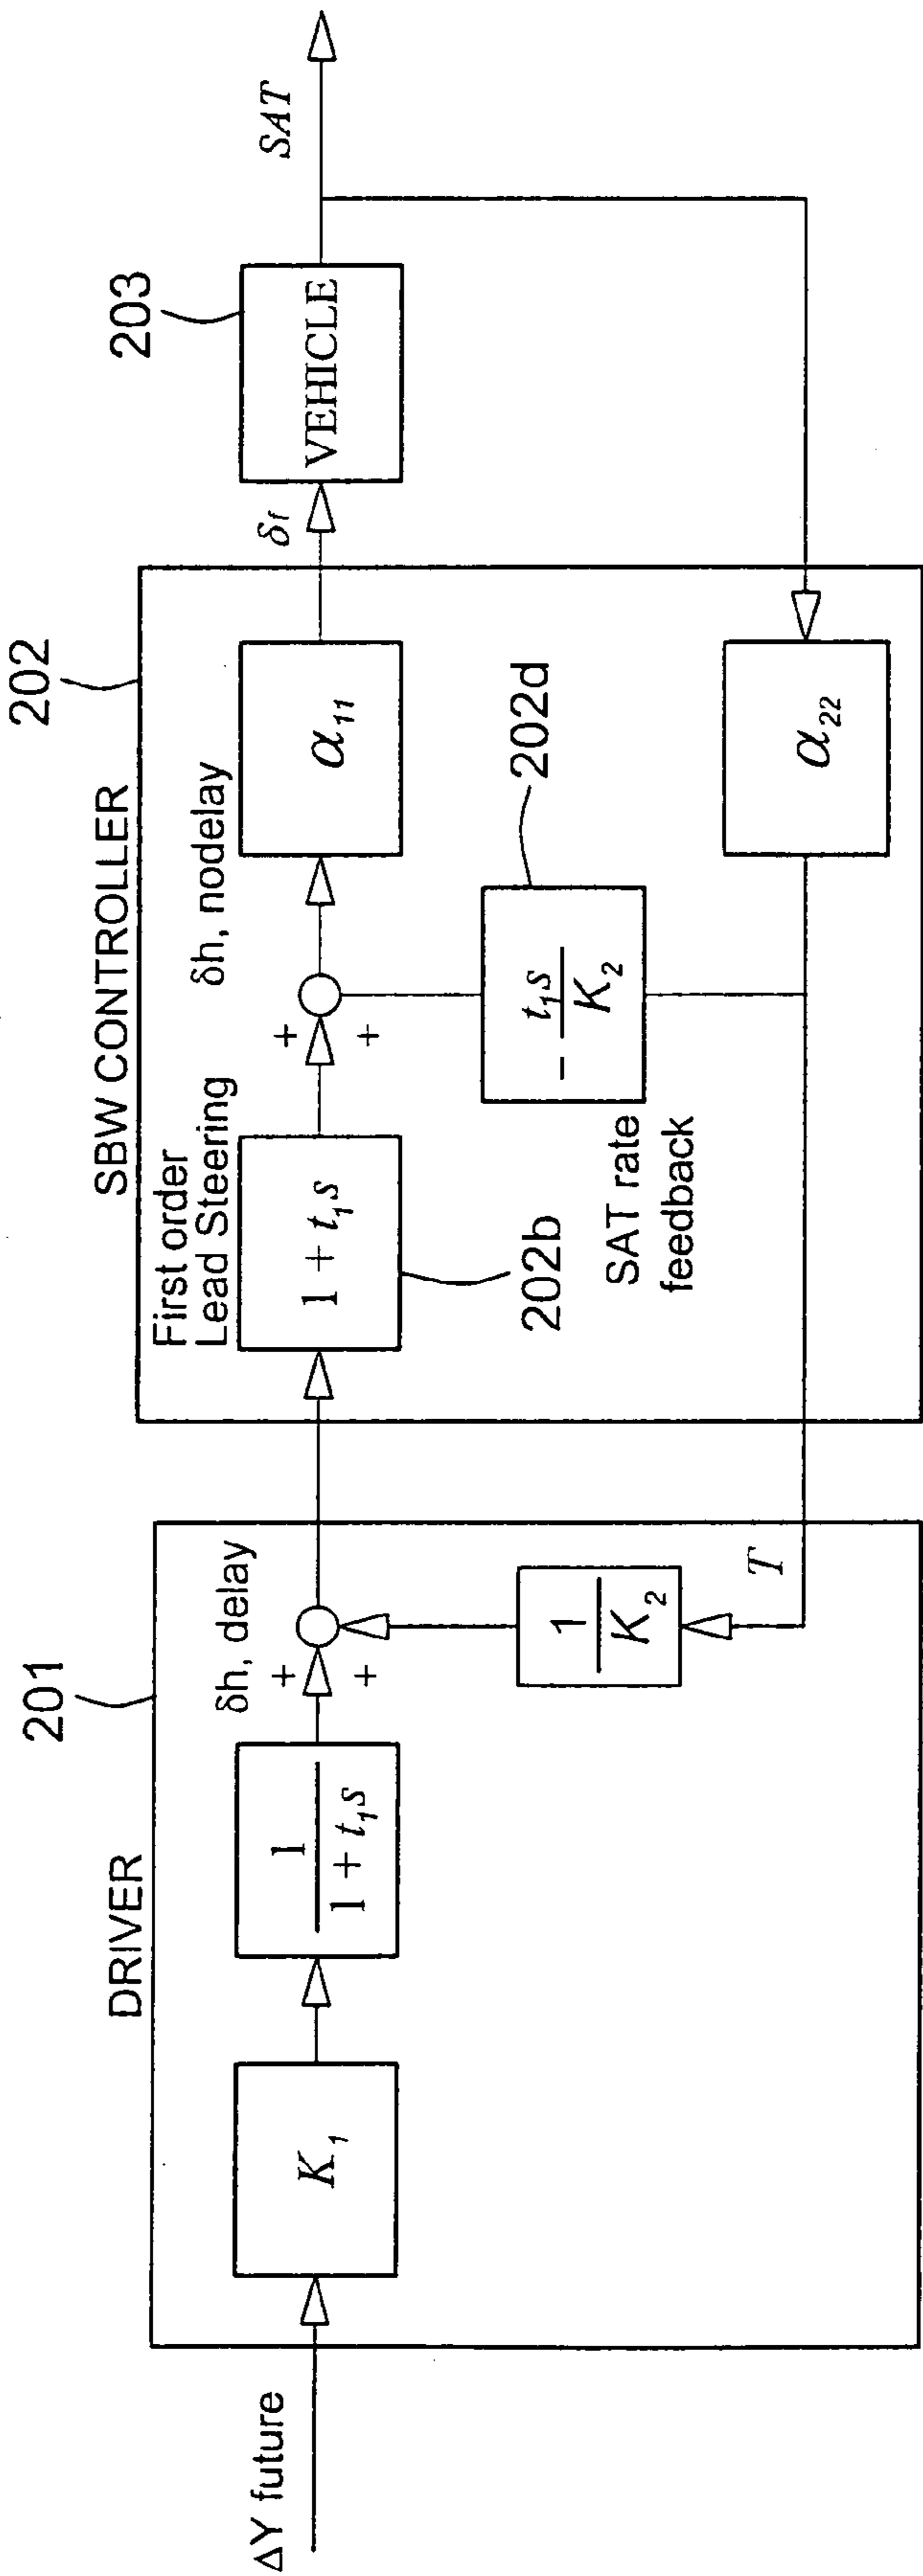 201
DRIVER
ΔY future
K₁
1
1 + t₁s
δh, delay
+
+
1
K₂
T
202
SBW CONTROLLER
First order
Lead Steering
1 + t₁s
202b
+
+
δh, nodelay
α₁₁
SAT rate
feedback
- t₁s
K₂
202d
α₂₂
δf
203
VEHICLE
SAT